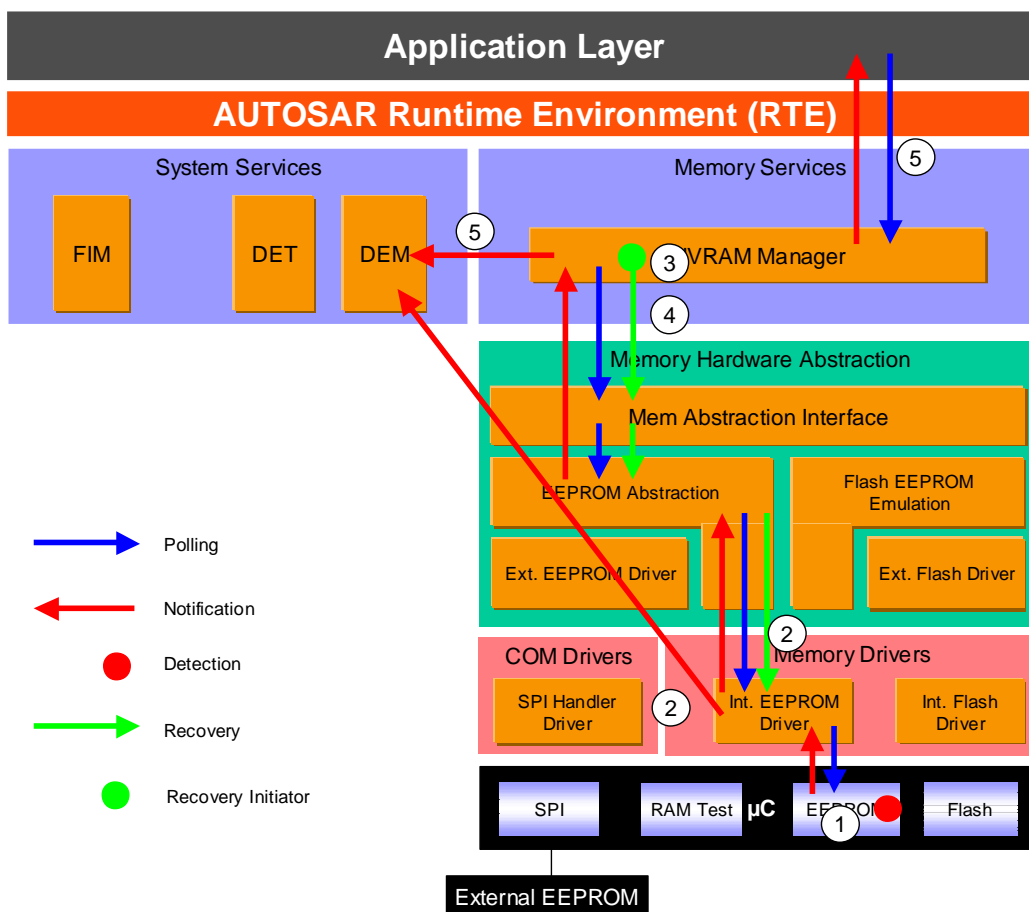 Application Layer
AUTOSAR Runtime Environment (RTE)
System Services
Memory Services
5
FIM
DET
DEM
5
3
VRAM Manager
4
Memory Hardware Abstraction
Mem Abstraction Interface
EEPROM Abstraction
Flash EEPROM
Emulation
Ext. EEPROM Driver
Ext. Flash Driver
Polling
Notification
Detection
Recovery
Recovery Initiator
2
COM Drivers
Memory Drivers
SPI Handler
Driver
2
Int. EEPROM
Driver
Int. Flash
Driver
SPI
RAM Test
µC
EEPROM
1
Flash
External EEPROM